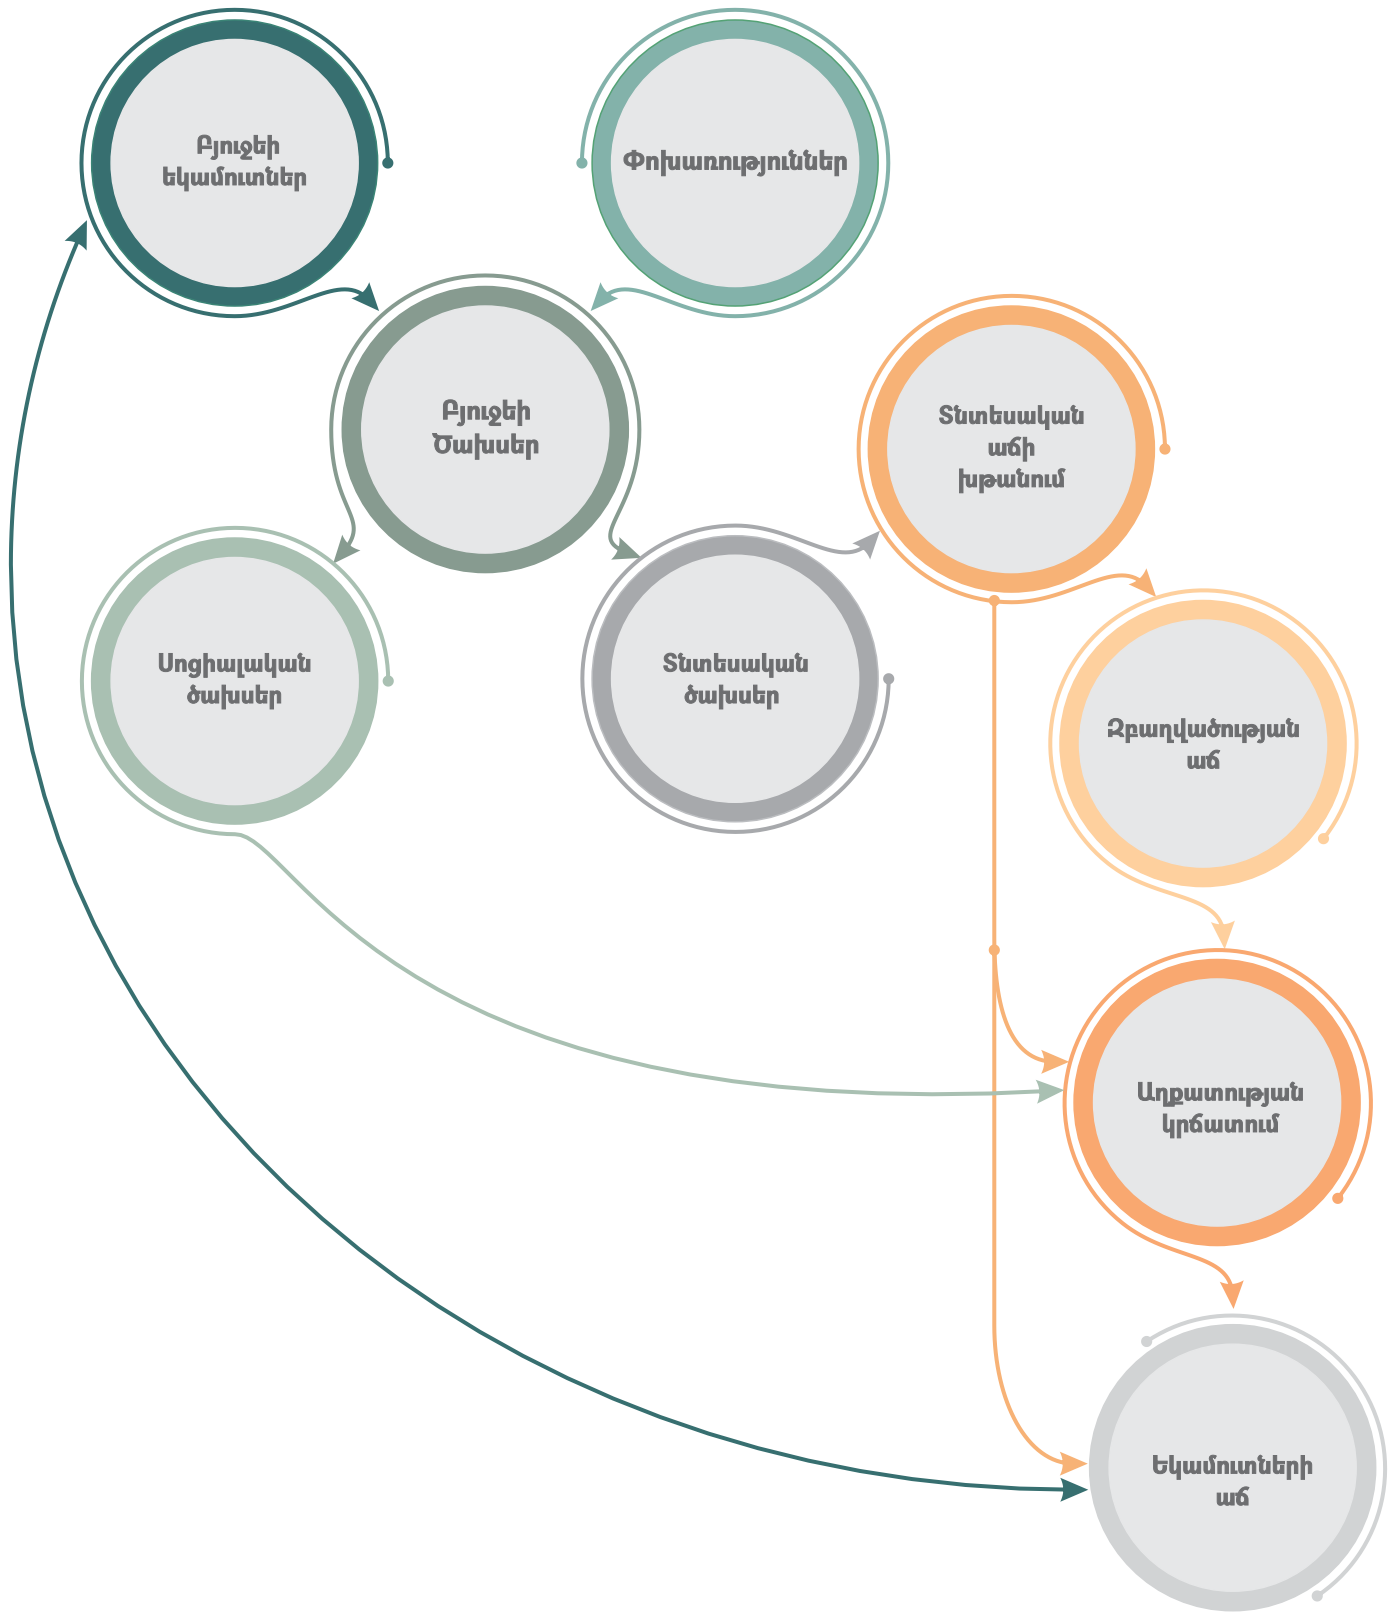 Բյուջեի
եկամուտներ
Փոխառություններ
Բյուջեի
Ծախսեր
Տնտեսական
աճի
խթանում
Սոցիալական
ծախսեր
Տնտեսական
ծախսեր
Զբաղվածության
աճ
Աղքատության
կրճատում
Եկամուտների
աճ